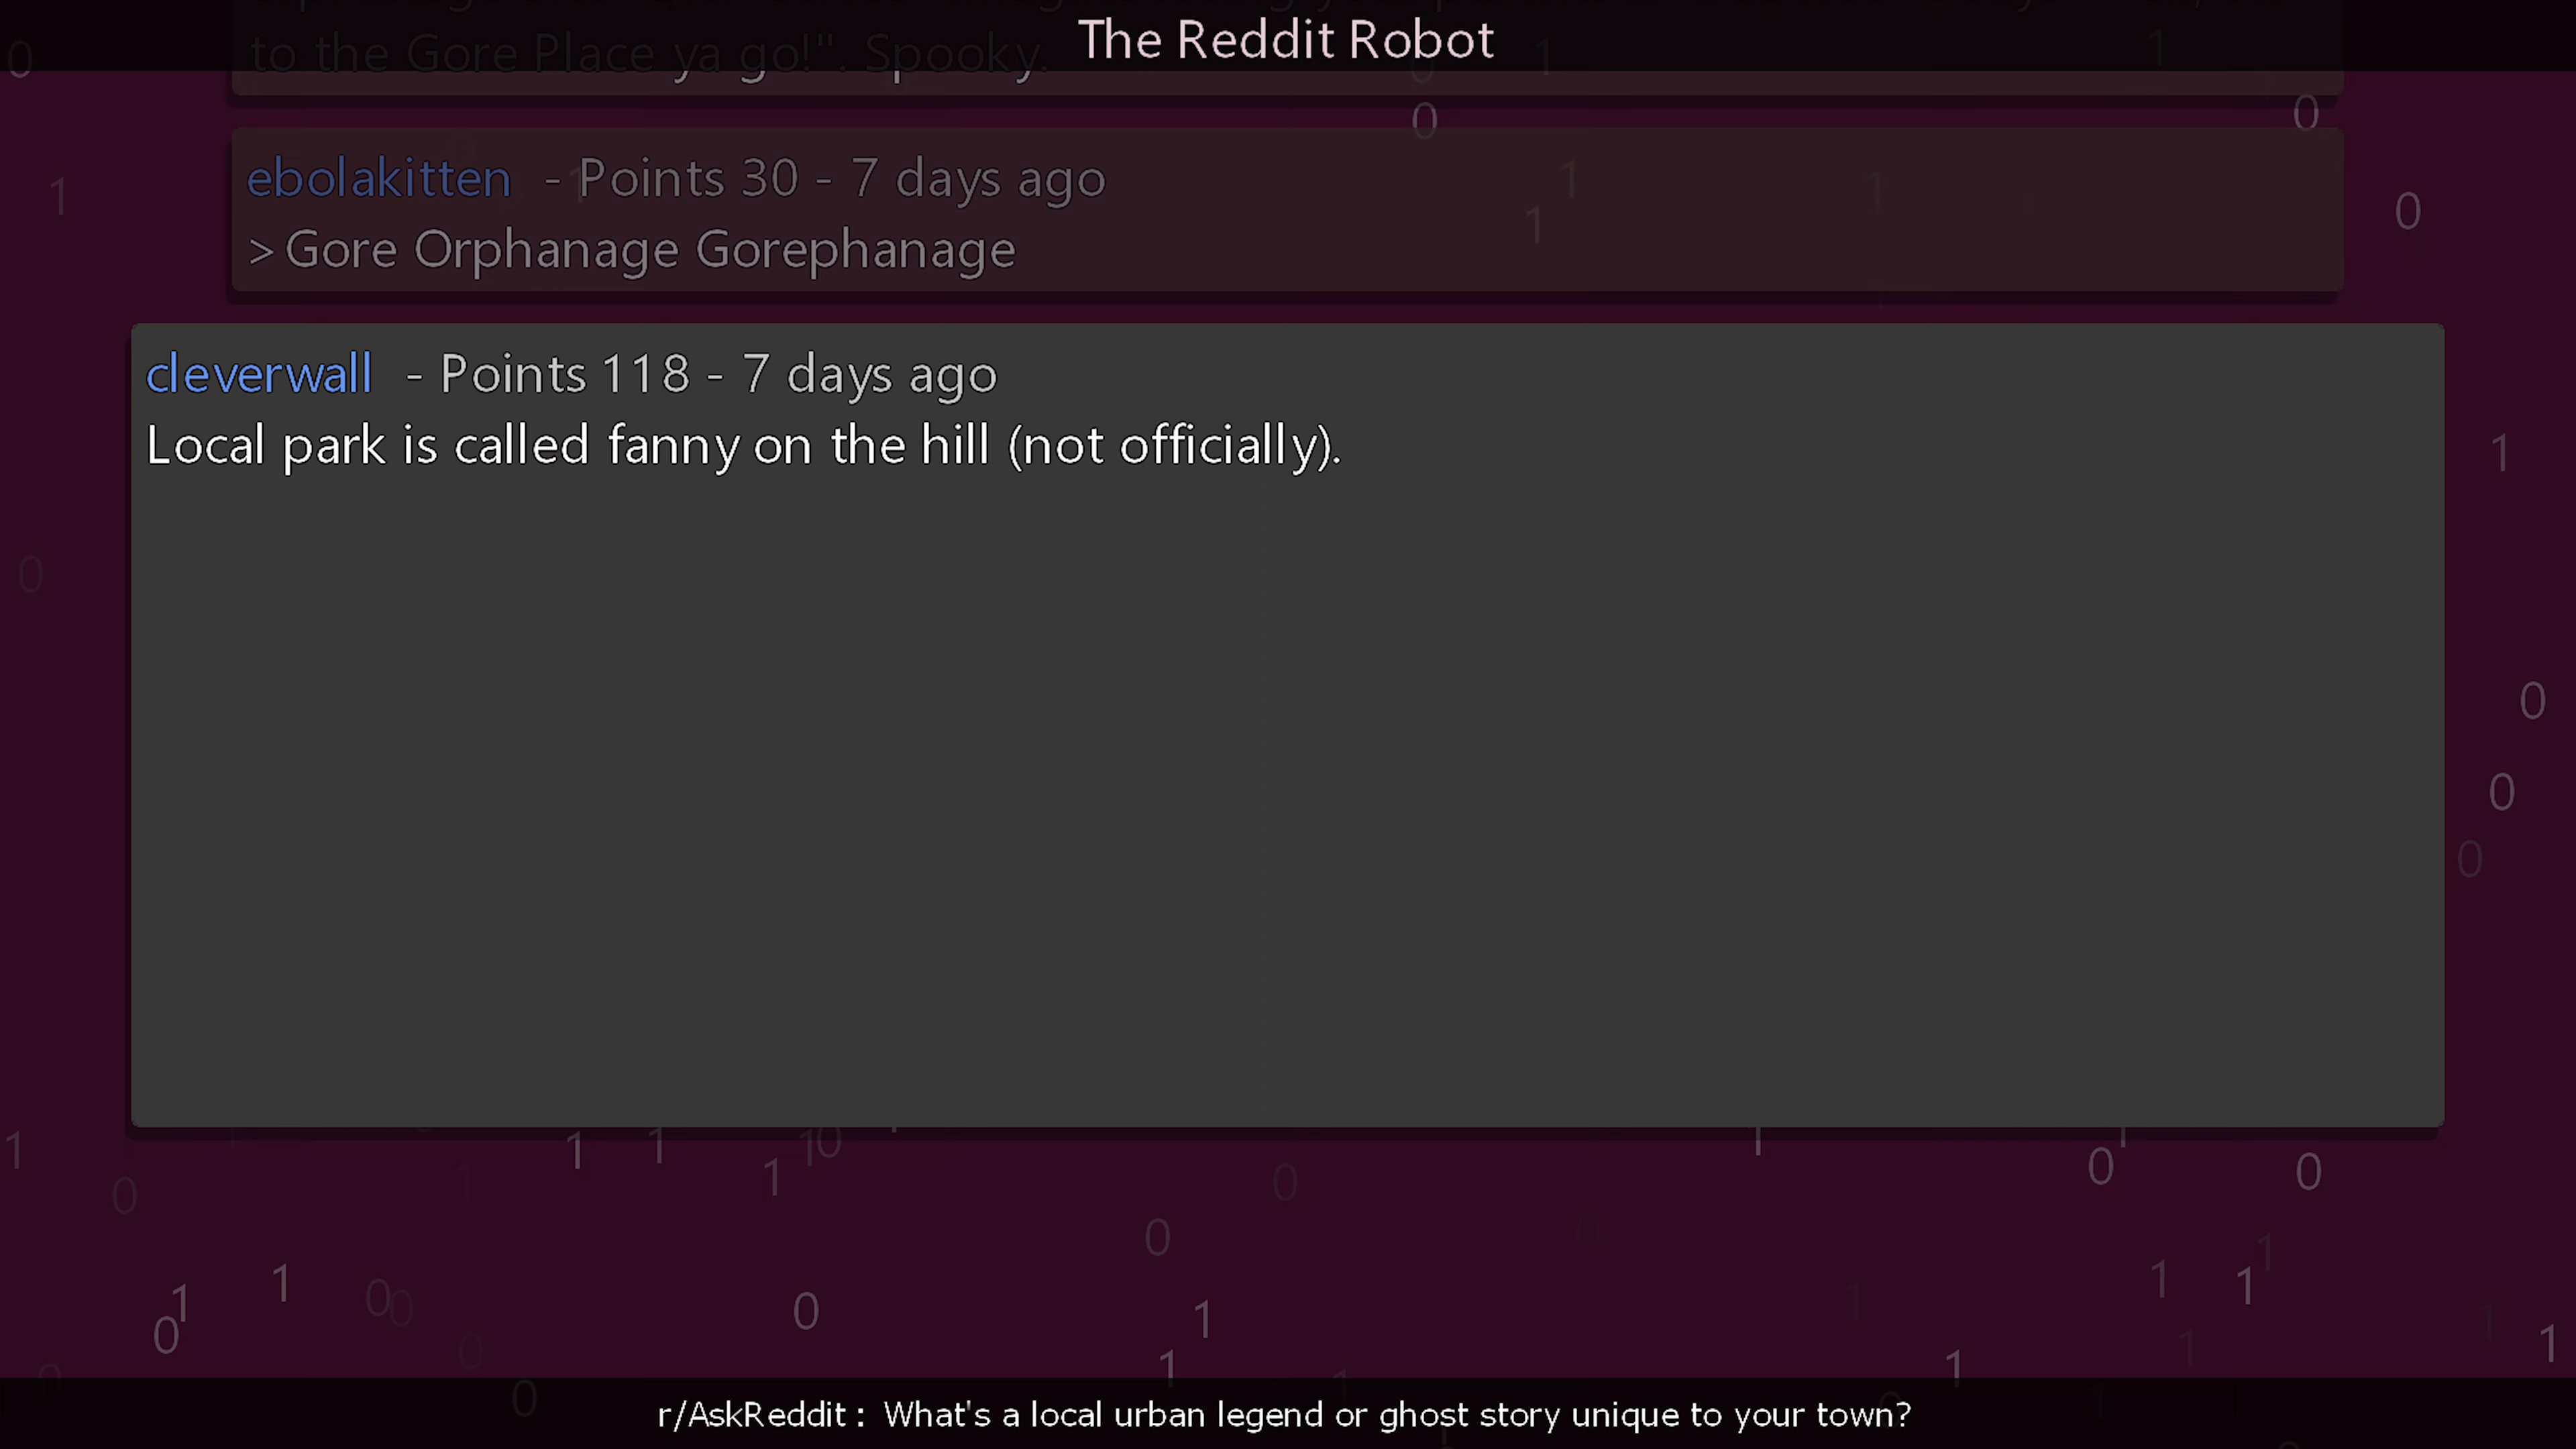 The Reddit Robot
to the Gore Place ya go!". Spooky.
ebolakitten - Points 30 - 7 days ago
> Gore Orphanage Gorephanage
cleverwall - Points 118 - 7 days ago
Local park is called fanny on the hill (not officially).
r/AskReddit : What's a local urban legend or ghost story unique to your town?